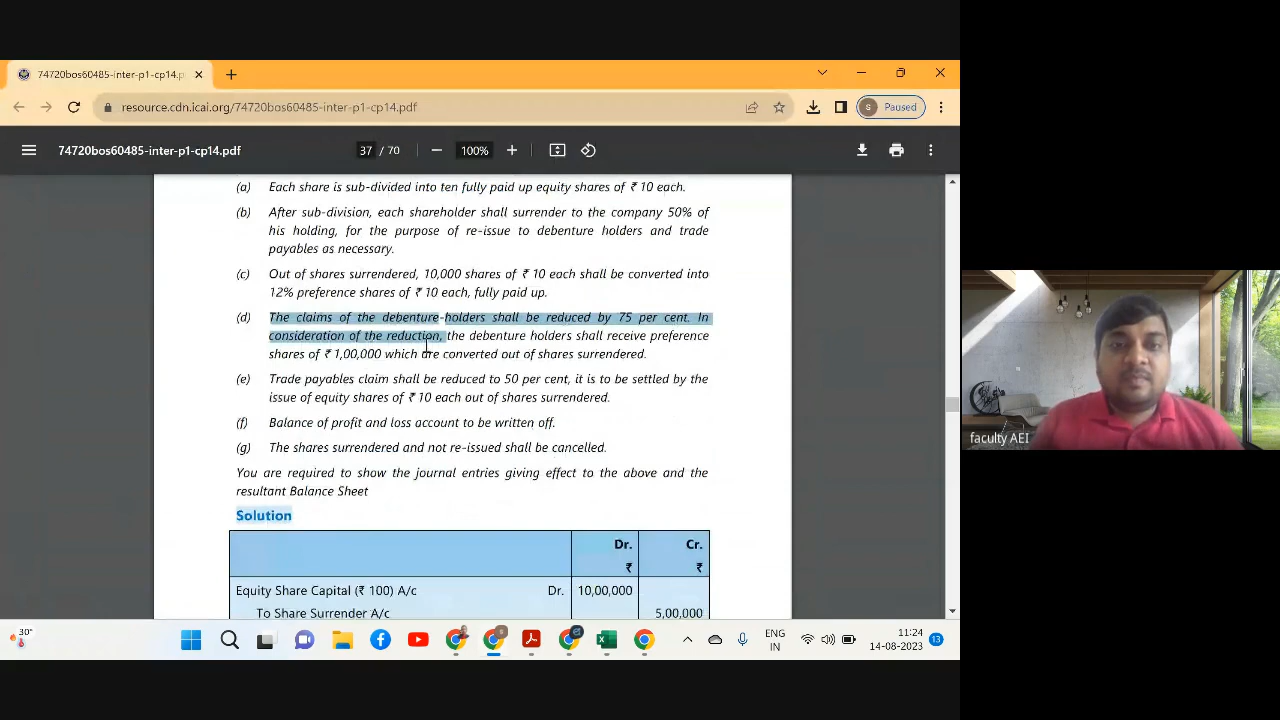 74720bos60485-inter-p1-cp14.p
resource.cdn.icai.org/74720bos60485-inter-p1-cp14.pdf
S Paused
74720bos60485-inter-p1-cp14.pdf
37 / 70
100%
(a) Each share is sub-divided into ten fully paid up equity shares of ₹ 10 each.
(b) After sub-division, each shareholder shall surrender to the company 50% of
his holding, for the purpose of re-issue to debenture holders and trade
payables as necessary.
(c) Out of shares surrendered, 10,000 shares of ₹ 10 each shall be converted into
12% preference shares of ₹ 10 each, fully paid up.
(d) The claims of the debenture-holders shall be reduced by 75 per cent. In
consideration of the reduction, the debenture holders shall receive preference
shares of ₹ 1,00,000 which are converted out of shares surrendered.
(e) Trade payables claim shall be reduced to 50 per cent, it is to be settled by the
issue of equity shares of ₹ 10 each out of shares surrendered.
(f) Balance of profit and loss account to be written off.
(g) The shares surrendered and not re-issued shall be cancelled.
You are required to show the journal entries giving effect to the above and the
resultant Balance Sheet
Solution
Dr. Cr.
₹ ₹
Equity Share Capital (₹ 100) A/c Dr. 10,00,000
To Share Surrender A/c 5,00,000
faculty AEI
30°
ENG
IN
11:24
14-08-2023
13